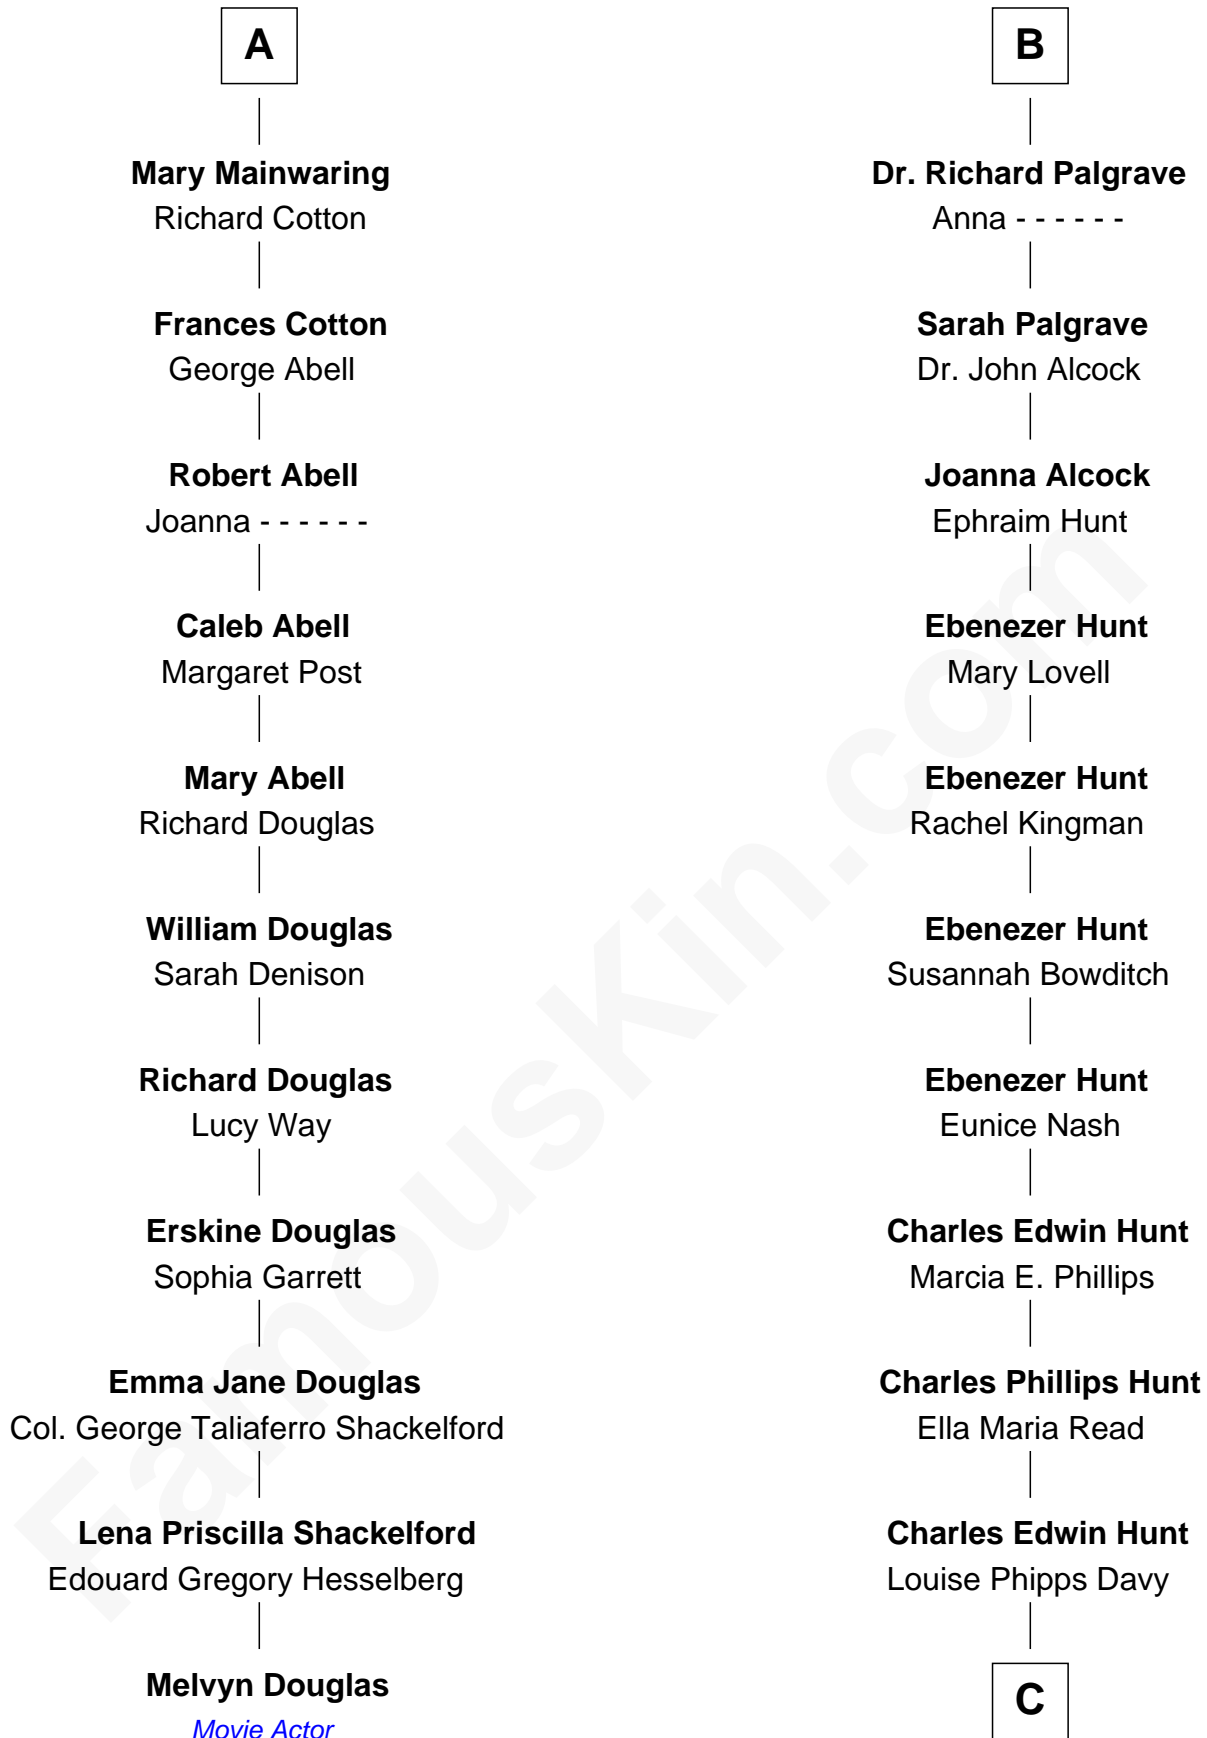 A
Mary Mainwaring
Richard Cotton
Frances Cotton
George Abell
Robert Abell
Joanna - - - - - -
Caleb Abell
Margaret Post
Mary Abell
Richard Douglas
William Douglas
Sarah Denison
Richard Douglas
Lucy Way
Erskine Douglas
Sophia Garrett
Emma Jane Douglas
Col. George Taliaferro Shackelford
Lena Priscilla Shackelford
Edouard Gregory Hesselberg
Melvyn Douglas
Movie Actor
B
Dr. Richard Palgrave
Anna - - - - - -
Sarah Palgrave
Dr. John Alcock
Joanna Alcock
Ephraim Hunt
Ebenezer Hunt
Mary Lovell
Ebenezer Hunt
Rachel Kingman
Ebenezer Hunt
Susannah Bowditch
Ebenezer Hunt
Eunice Nash
Charles Edwin Hunt
Marcia E. Phillips
Charles Phillips Hunt
Ella Maria Read
Charles Edwin Hunt
Louise Phipps Davy
C
FamousKin.com